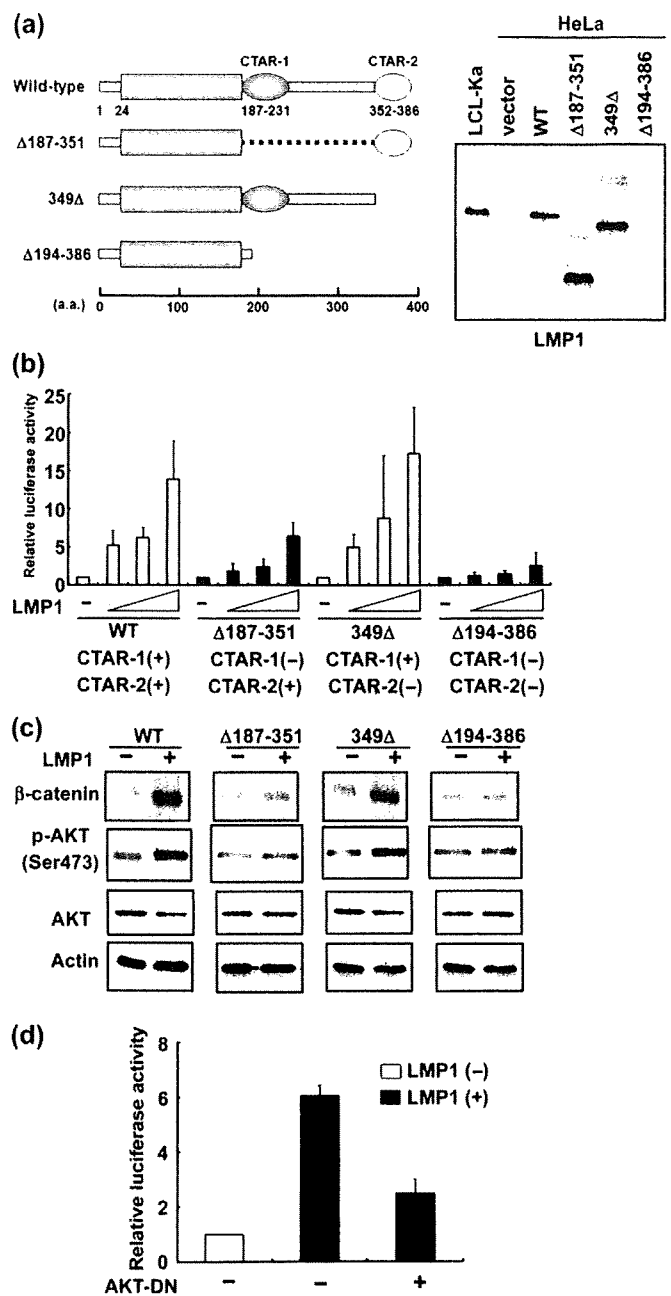 (a)
CTAR-1 CTAR-2
Wild-type
1 24 187-231 352-386
Δ187-351
349Δ
Δ194-386
(a.a.) 0 100 200 300 400
HeLa
LCL-Ka
vector
WT
Δ187-351
349Δ
Δ194-386
LMP1
(b)
Relative luciferase activity
25
20
15
10
5
0
LMP1 – – – –
WT Δ187-351 349Δ Δ194-386
CTAR-1(+) CTAR-1(–) CTAR-1(+) CTAR-1(–)
CTAR-2(+) CTAR-2(+) CTAR-2(–) CTAR-2(–)
(c)
WT Δ187-351 349Δ Δ194-386
LMP1 – + – + – + – +
β-catenin
p-AKT
(Ser473)
AKT
Actin
(d)
Relative luciferase activity
8
6
4
2
0
LMP1 (–)
LMP1 (+)
AKT-DN – – +